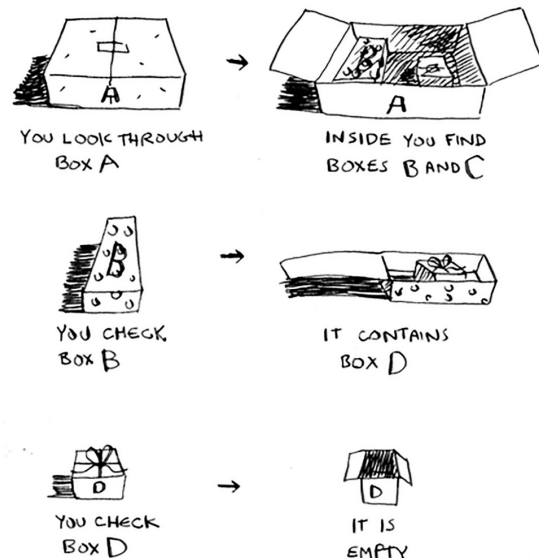 A
A
YOU LOOK THROUGH
BOX A
INSIDE YOU FIND
BOXES B AND C
B
YOU CHECK
BOX B
IT CONTAINS
BOX D
D
D
YOU CHECK
BOX D
IT IS
EMPTY